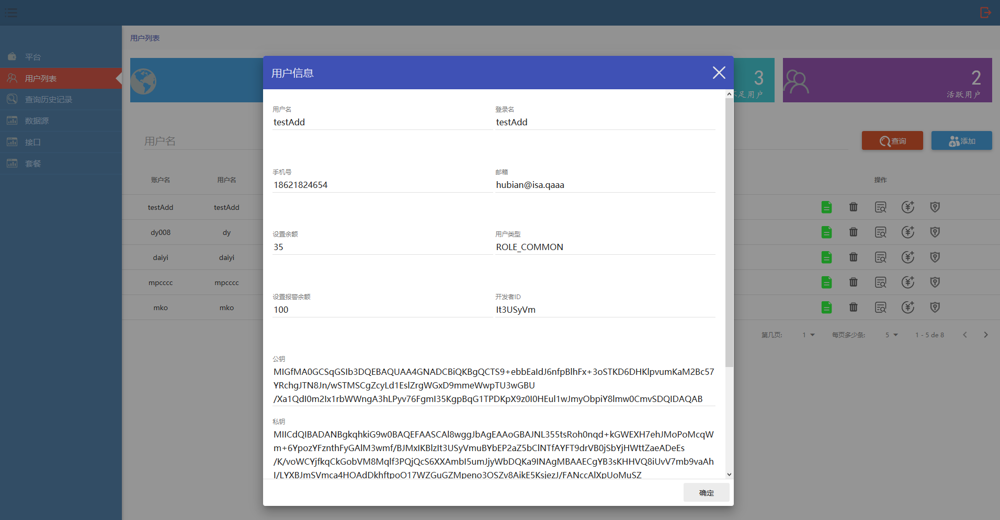 用户列表
平台
用户列表
查询历史记录
数据源
接口
套餐
3
不足用户
2
活跃用户
用户名
查询
添加
账户名 用户名 操作
testAdd testAdd
dy008 dy
daiyi daiyi
mpcccc mpcccc
mko mko
第几页: 1 每页多少条: 5 1 - 5 de 8
用户信息
用户名 登录名
testAdd testAdd
手机号 邮箱
18621824654 hubian@isa.qaaa
设置余额 用户类型
35 ROLE_COMMON
设置报警余额 开发者ID
100 It3USyVm
公钥
MIGfMA0GCSqGSIb3DQEBAQUAA4GNADCBiQKBgQCTS9+ebbEaIdJ6nfpBlhFx+3oSTKD6DHKlpvumKaM2Bc57
YRchgJTN8Jn/wSTMSCgZcyLd1EslZrgWGxD9mmeWwpTU3wGBU
/Xa1QdI0m2Ix1rbWWngA3hLPyv76FgmI35KgpBqG1TPDKpX9z0I0HEul1wJmyObpiY8lmw0CmvSDQIDAQAB
私钥
MIICdQIBADANBgkqhkiG9w0BAQEFAASCAl8wggJbAgEAAoGBAJNL355tsRoh0nqd+kGWEXH7ehJMoPoMcqW
m+6YpozYFznthFyGAlM3wmf/BJMxIKBlzIt3USyVmuBYbEP2aZ5bClNTfAYFT9drVB0jSbYjHWttZaeADeEs
/K/voWCYjfkqCkGobVM8Mqlf3PQjQcS6XXAmbI5umJjyWbDQKa9INAgMBAAECgYB3sKHHVQ8iUvV7mb9vaAh
I/LYXBJmSVmca4HOAdDkhftpoO17WZGuGZMpeno3OSZv8AikE5KsjezJ/FANccAlXpUoMuSZ
确定